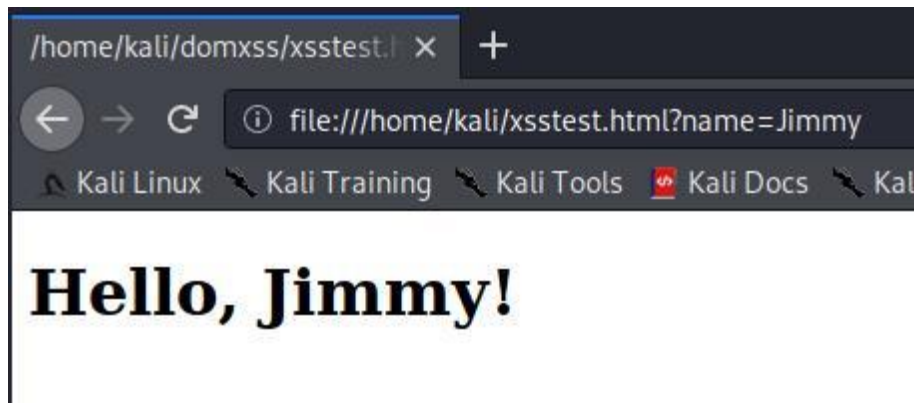 /home/kali/domxss/xsstest.
file:///home/kali/xsstest.html?name=Jimmy
Kali Linux Kali Training Kali Tools Kali Docs Kal
Hello, Jimmy!